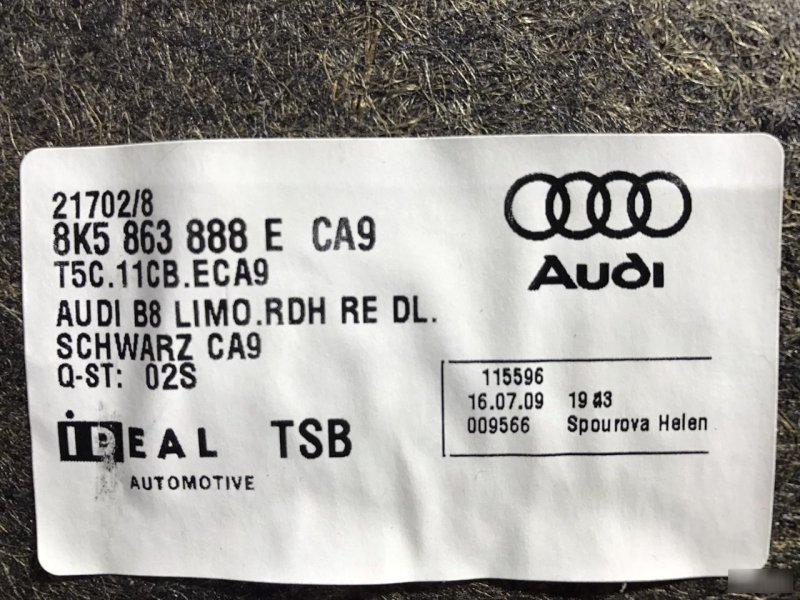 21702/8
8K5 863 888 E CA9
T5C.11CB.ECA9
AUDI B8 LIMO.RDH RE DL.
SCHWARZ CA9
Q-ST: 02S
iDEAL TSB
AUTOMOTIVE
Audi
115596
16.07.09
009566 Spourova Helen